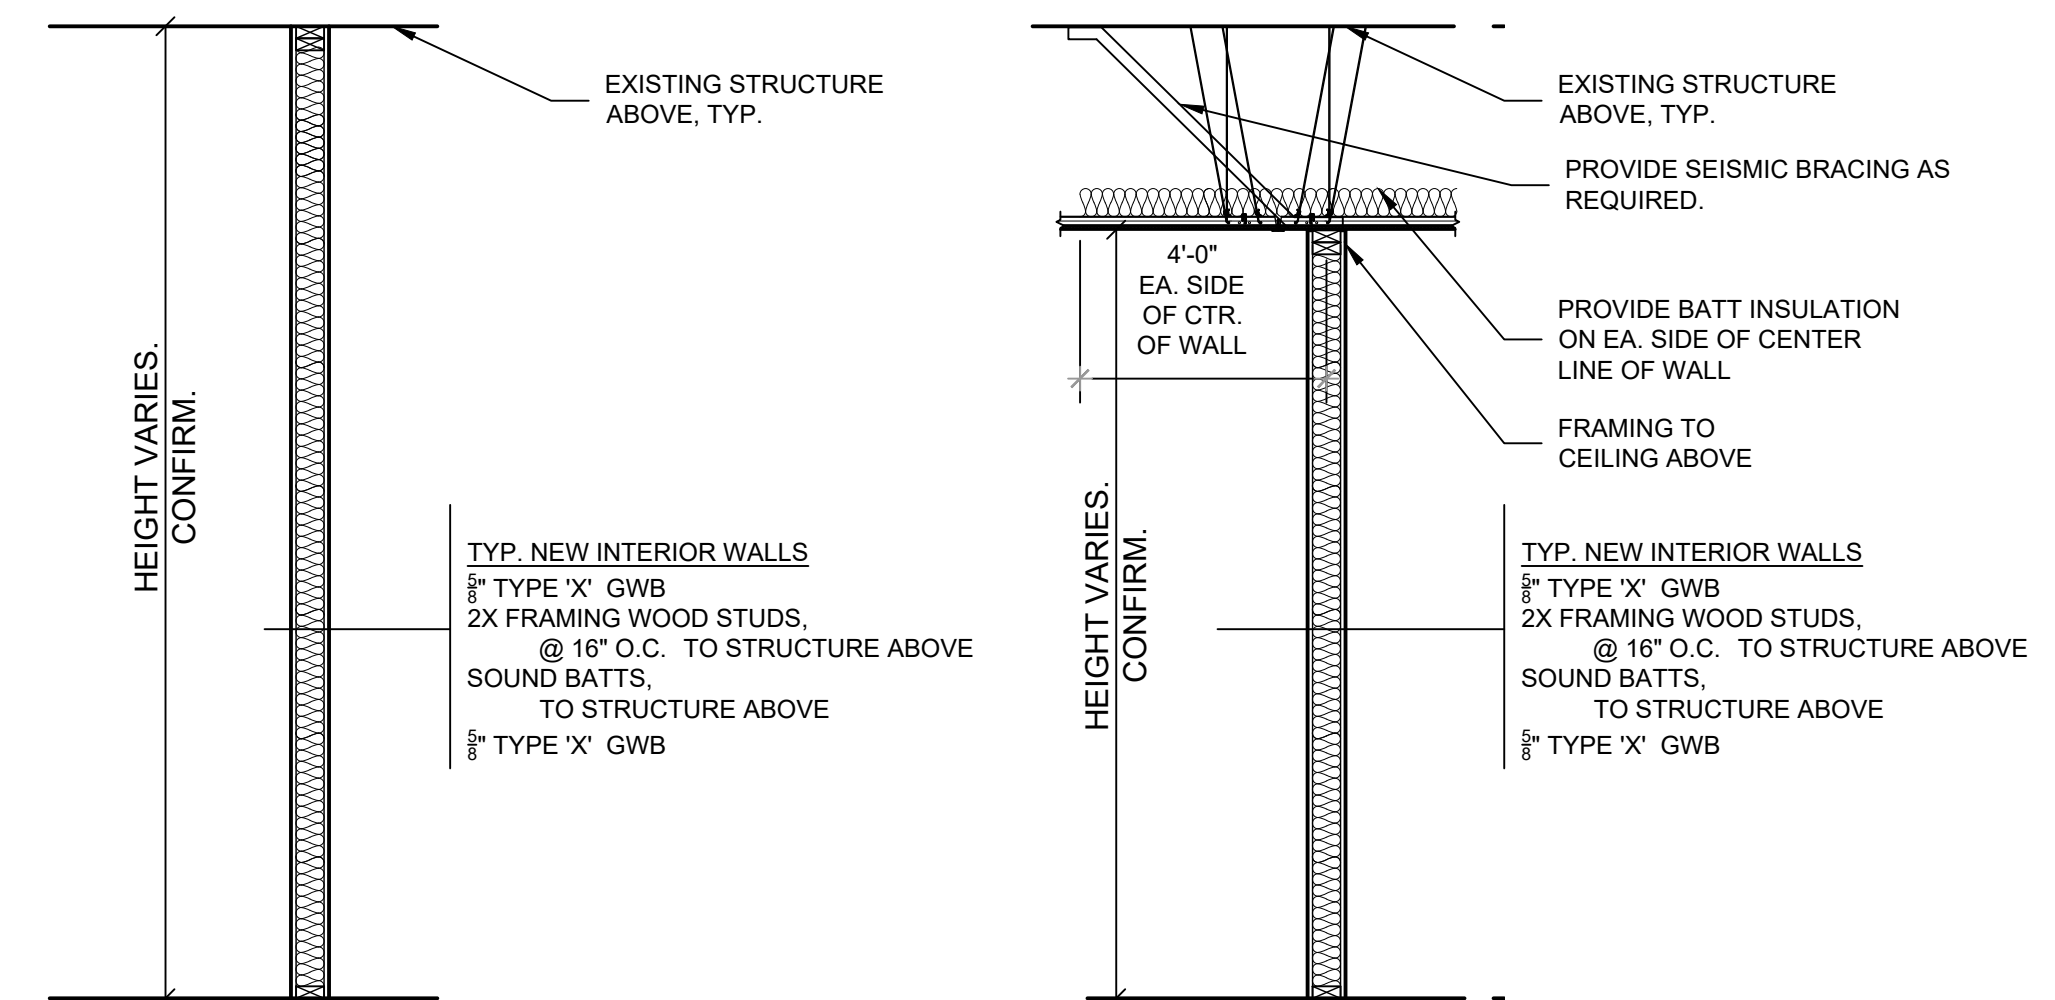 EXISTING STRUCTURE
ABOVE, TYP.
HEIGHT VARIES.
CONFIRM.
TYP. NEW INTERIOR WALLS
5/8" TYPE 'X' GWB
2X FRAMING WOOD STUDS,
@ 16" O.C. TO STRUCTURE ABOVE
SOUND BATTS,
TO STRUCTURE ABOVE
5/8" TYPE 'X' GWB
EXISTING STRUCTURE
ABOVE, TYP.
PROVIDE SEISMIC BRACING AS
REQUIRED.
4'-0"
EA. SIDE
OF CTR.
OF WALL
PROVIDE BATT INSULATION
ON EA. SIDE OF CENTER
LINE OF WALL
FRAMING TO
CEILING ABOVE
HEIGHT VARIES.
CONFIRM.
TYP. NEW INTERIOR WALLS
5/8" TYPE 'X' GWB
2X FRAMING WOOD STUDS,
@ 16" O.C. TO STRUCTURE ABOVE
SOUND BATTS,
TO STRUCTURE ABOVE
5/8" TYPE 'X' GWB